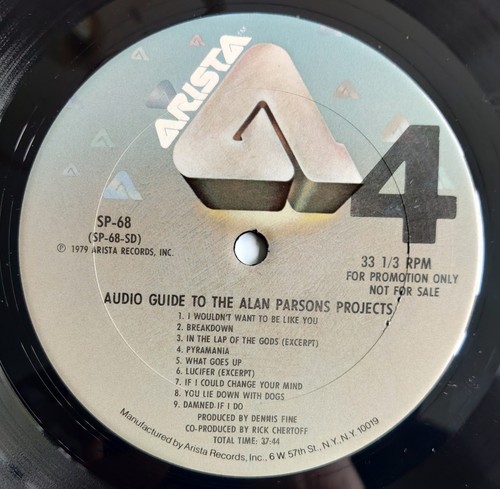 ARISTA™
4
SP-68
(SP-68-SD)
℗ 1979 ARISTA RECORDS, INC.
33 1/3 RPM
FOR PROMOTION ONLY
NOT FOR SALE
AUDIO GUIDE TO THE ALAN PARSONS PROJECTS
1. I WOULDN'T WANT TO BE LIKE YOU
2. BREAKDOWN
3. IN THE LAP OF THE GODS (EXCERPT)
4. PYRAMANIA
5. WHAT GOES UP
6. LUCIFER (EXCERPT)
7. IF I COULD CHANGE YOUR MIND
8. YOU LIE DOWN WITH DOGS
9. DAMNED IF I DO
PRODUCED BY DENNIS FINE
CO-PRODUCED BY RICK CHERTOFF
TOTAL TIME: 37:44
Manufactured by Arista Records, Inc., 6 W 57th St., N.Y., N.Y. 10019